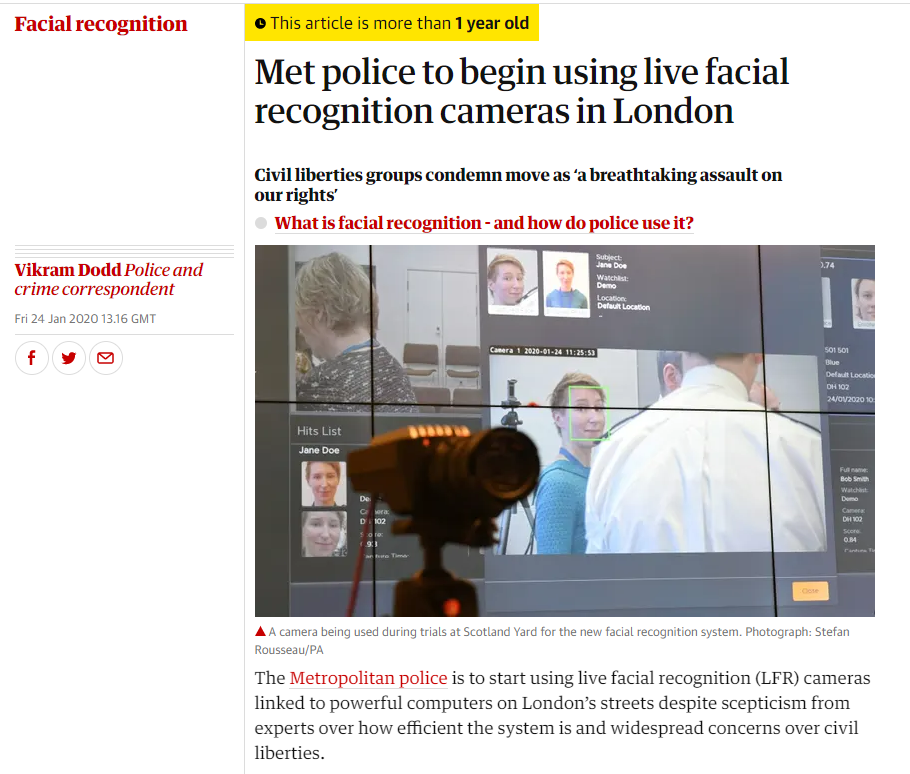 Facial recognition
This article is more than 1 year old
Met police to begin using live facial
recognition cameras in London
Civil liberties groups condemn move as ‘a breathtaking assault on
our rights’
What is facial recognition - and how do police use it?
Vikram Dodd Police and
crime correspondent
Fri 24 Jan 2020 13.16 GMT
Subject:
Jane Doe
Watchlist:
Demo
Location:
Default Location
0.74
Camera 1 2020-01-24 11:25:53
501 501
Blue
Default Location
DH 102
24/01/2020 10:
Hits List
Jane Doe
Camera:
DH 102
Score:
Full name:
Bob Smith
Watchlist:
Demo
Camera:
DH 102
Score:
0.84
Close
A camera being used during trials at Scotland Yard for the new facial recognition system. Photograph: Stefan
Rousseau/PA
The Metropolitan police is to start using live facial recognition (LFR) cameras
linked to powerful computers on London’s streets despite scepticism from
experts over how efficient the system is and widespread concerns over civil
liberties.